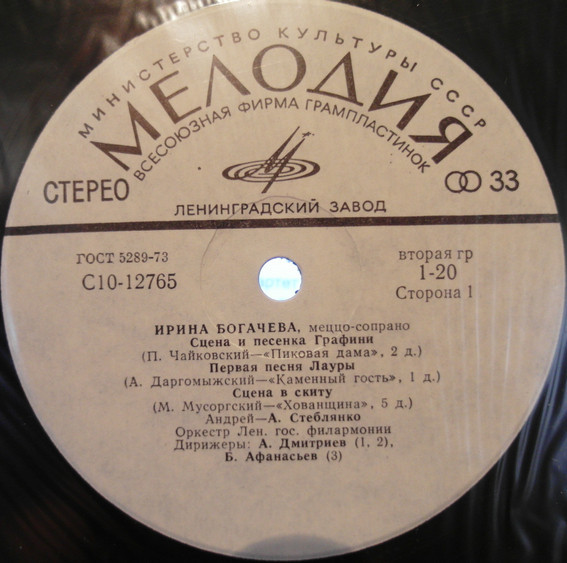 МИНИСТЕРСТВО КУЛЬТУРЫ СССР
МЕЛОДИЯ
ВСЕСОЮЗНАЯ ФИРМА ГРАМПЛАСТИНОК
СТЕРЕО
33
ЛЕНИНГРАДСКИЙ ЗАВОД
ГОСТ 5289-73
С10-12765
вторая гр
1-20
Сторона 1
ИРИНА БОГАЧЕВА, меццо-сопрано
Сцена и песенка Графини
(П. Чайковский—«Пиковая дама», 2 д.)
Первая песня Лауры
(А. Даргомыжский—«Каменный гость», 1 д.)
Сцена в скиту
(М. Мусоргский—«Хованщина», 5 д.)
Андрей—А. Стеблянко
Оркестр Лен. гос. филармонии
Дирижеры: А. Дмитриев (1, 2),
Б. Афанасьев (3)